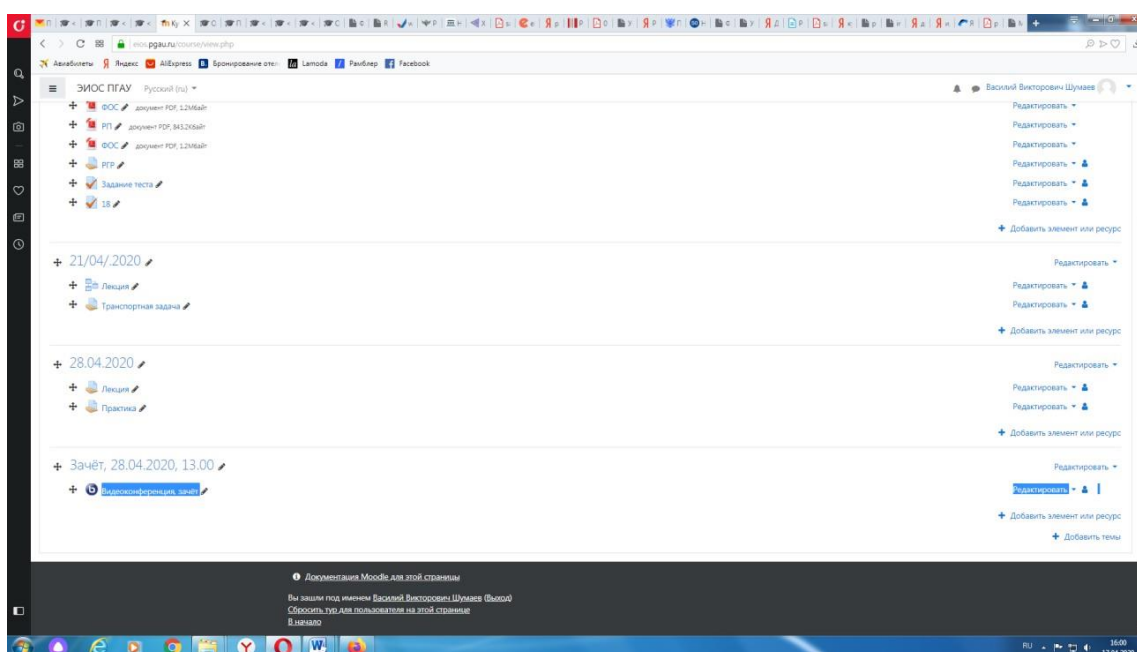 eios.pgau.ru/course/view.php
Авиабилеты Яндекс AliExpress Бронирование отел Lamoda Рамблер Facebook
ЭИОС ПГАУ Русский (ru) Василий Викторович Шумаев
ФОС документ PDF, 1.2Мбайт Редактировать
РП документ PDF, 843.2Кбайт Редактировать
ФОС документ PDF, 1.2Мбайт Редактировать
РГР Редактировать
Задание теста Редактировать
18 Редактировать
Добавить элемент или ресурс
21/04/.2020 Редактировать
Лекция Редактировать
Транспортная задача Редактировать
Добавить элемент или ресурс
28.04.2020 Редактировать
Лекция Редактировать
Практика Редактировать
Добавить элемент или ресурс
Зачёт, 28.04.2020, 13.00 Редактировать
Видеоконференция, зачёт Редактировать
Добавить элемент или ресурс
Добавить темы
Документация Moodle для этой страницы
Вы зашли под именем Василий Викторович Шумаев (Выход)
Сбросить тур для пользователя на этой странице
В начало
RU 16:00